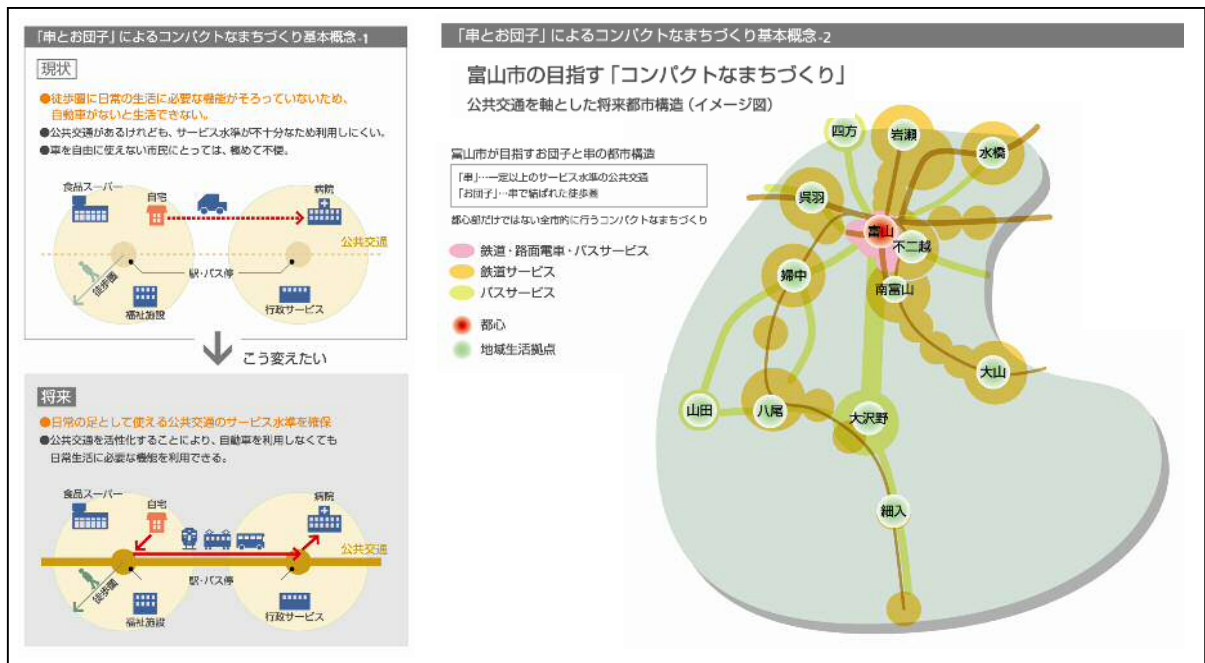 「串とお団子」によるコンパクトなまちづくり基本概念-1
現状
●徒歩圏に日常の生活に必要な機能がそろっていないため、
自動車がないと生活できない。
●公共交通があるけれども、サービス水準が不十分なため利用しにくい。
●車を自由に使えない市民にとっては、極めて不便。
食品スーパー
自宅
病院
公共交通
駅・バス停
徒歩圏
福祉施設
行政サービス
こう変えたい
将来
●日常の足として使える公共交通のサービス水準を確保
●公共交通を活性化することにより、自動車を利用しなくても
日常生活に必要な機能を利用できる。
食品スーパー
自宅
病院
公共交通
駅・バス停
徒歩圏
福祉施設
行政サービス
「串とお団子」によるコンパクトなまちづくり基本概念-2
富山市の目指す「コンパクトなまちづくり」
公共交通を軸とした将来都市構造（イメージ図）
富山市が目指すお団子と串の都市構造
「串」…一定以上のサービス水準の公共交通
「お団子」…串で結ばれた徒歩圏
都心部だけではない全市的に行うコンパクトなまちづくり
鉄道・路面電車・バスサービス
鉄道サービス
バスサービス
都心
地域生活拠点
四方
岩瀬
水橋
呉羽
富山
不二越
婦中
南富山
大山
山田
八尾
大沢野
細入